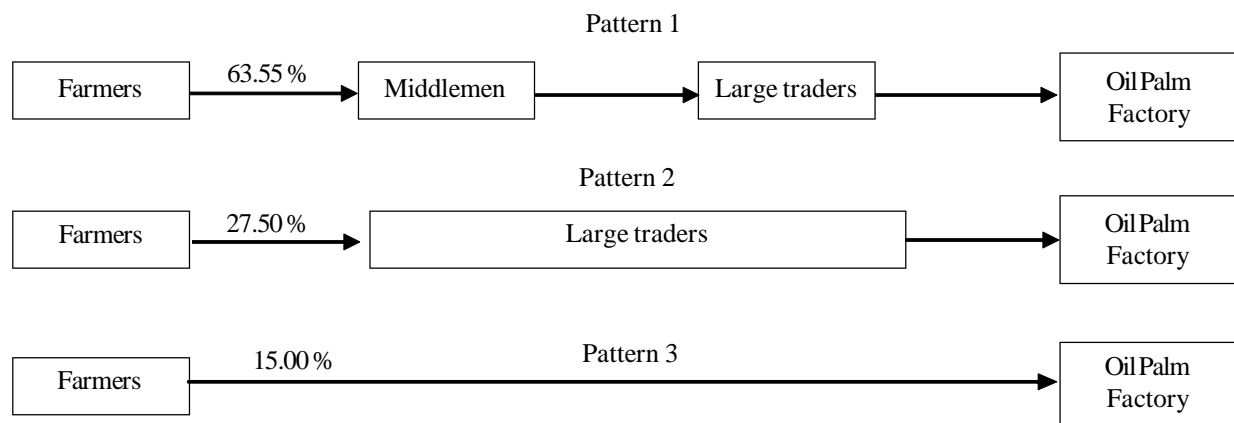 Pattern 1
Farmers
63.55 %
Middlemen
Large traders
Oil Palm
Factory
Pattern 2
Farmers
27.50 %
Large traders
Oil Palm
Factory
Pattern 3
Farmers
15.00 %
Oil Palm
Factory